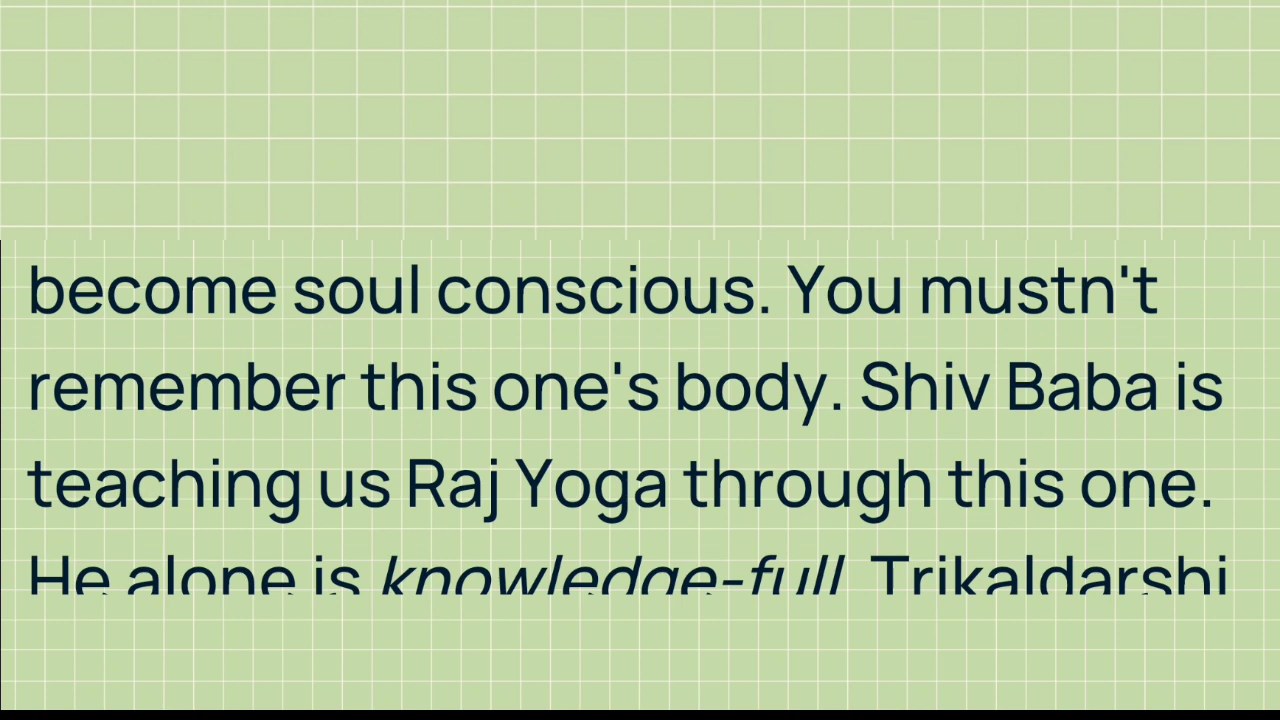 become soul conscious. You mustn't
remember this one's body. Shiv Baba is
teaching us Raj Yoga through this one.
He alone is knowledge-full Trikaldarshi